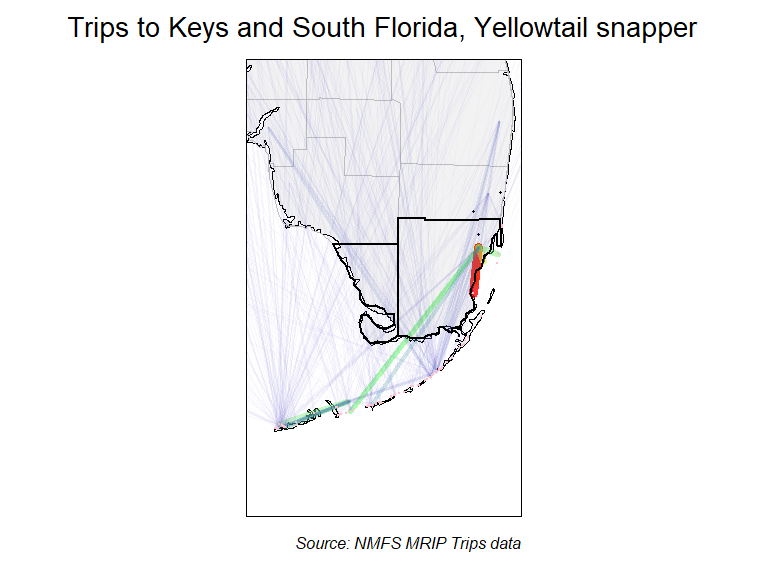 Trips to Keys and South Florida, Yellowtail snapper
Source: NMFS MRIP Trips data